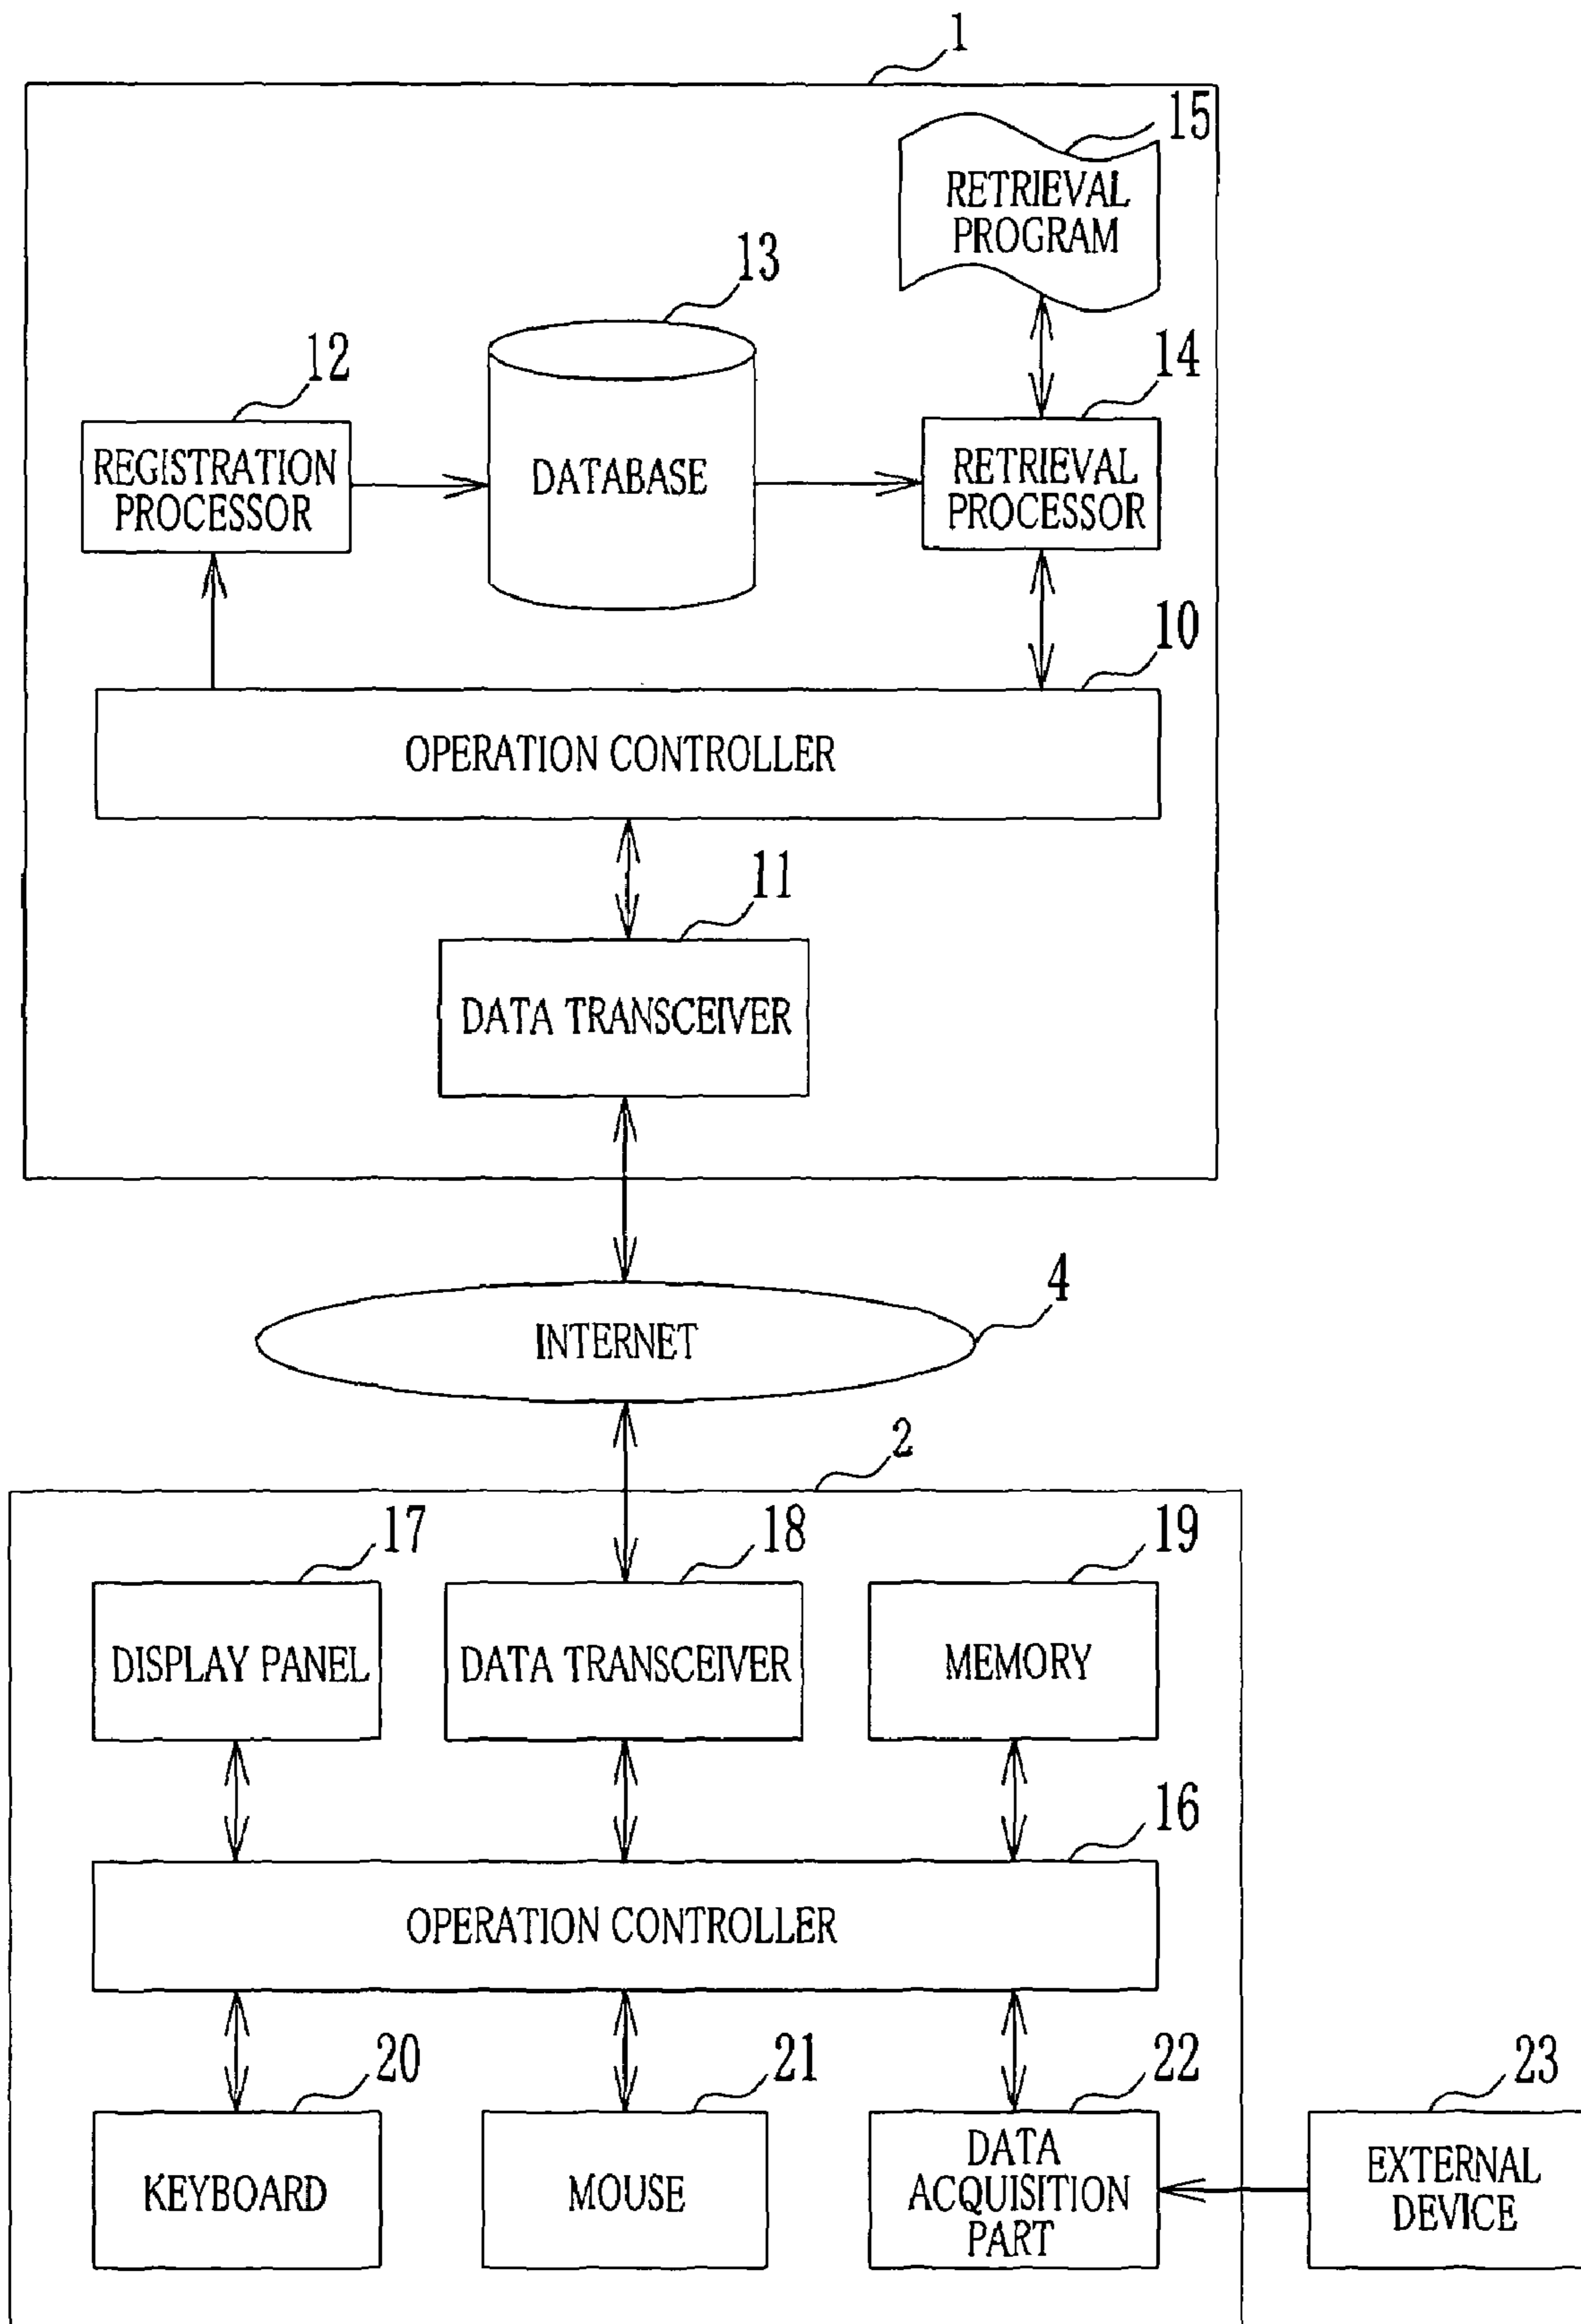 1
15
RETRIEVAL
PROGRAM
13
12
14
REGISTRATION
PROCESSOR
DATABASE
RETRIEVAL
PROCESSOR
10
OPERATION CONTROLLER
11
DATA TRANSCEIVER
4
INTERNET
2
17
18
19
DISPLAY PANEL
DATA TRANSCEIVER
MEMORY
16
OPERATION CONTROLLER
20
21
22
23
KEYBOARD
MOUSE
DATA
ACQUISITION
PART
EXTERNAL
DEVICE